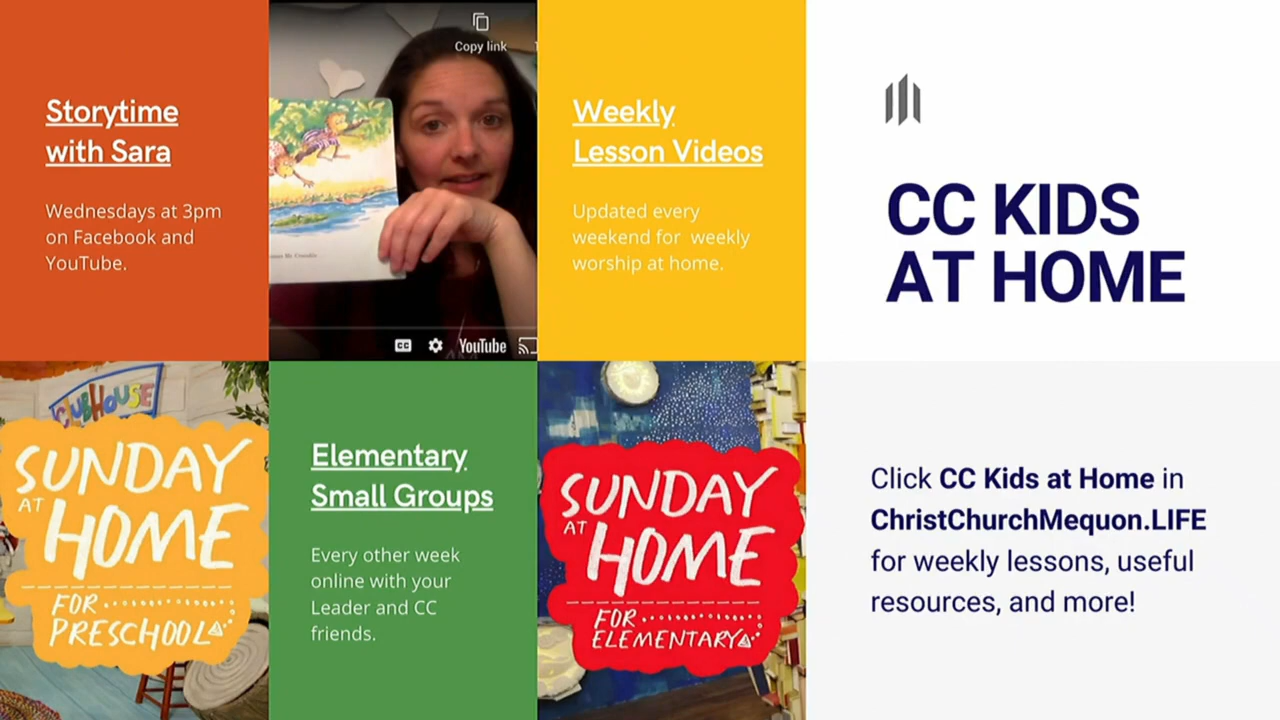 Storytime
with Sara
Wednesdays at 3pm
on Facebook and
YouTube.
Copy link
CC
YouTube
Weekly
Lesson Videos
Updated every
weekend for weekly
worship at home.
CC KIDS
AT HOME
CLUBHOUSE
SUNDAY
AT HOME
FOR
PRESCHOOL
Elementary
Small Groups
Every other week
online with your
Leader and CC
friends.
SUNDAY
AT HOME
FOR
ELEMENTARY
Click CC Kids at Home in
ChristChurchMequon.LIFE
for weekly lessons, useful
resources, and more!